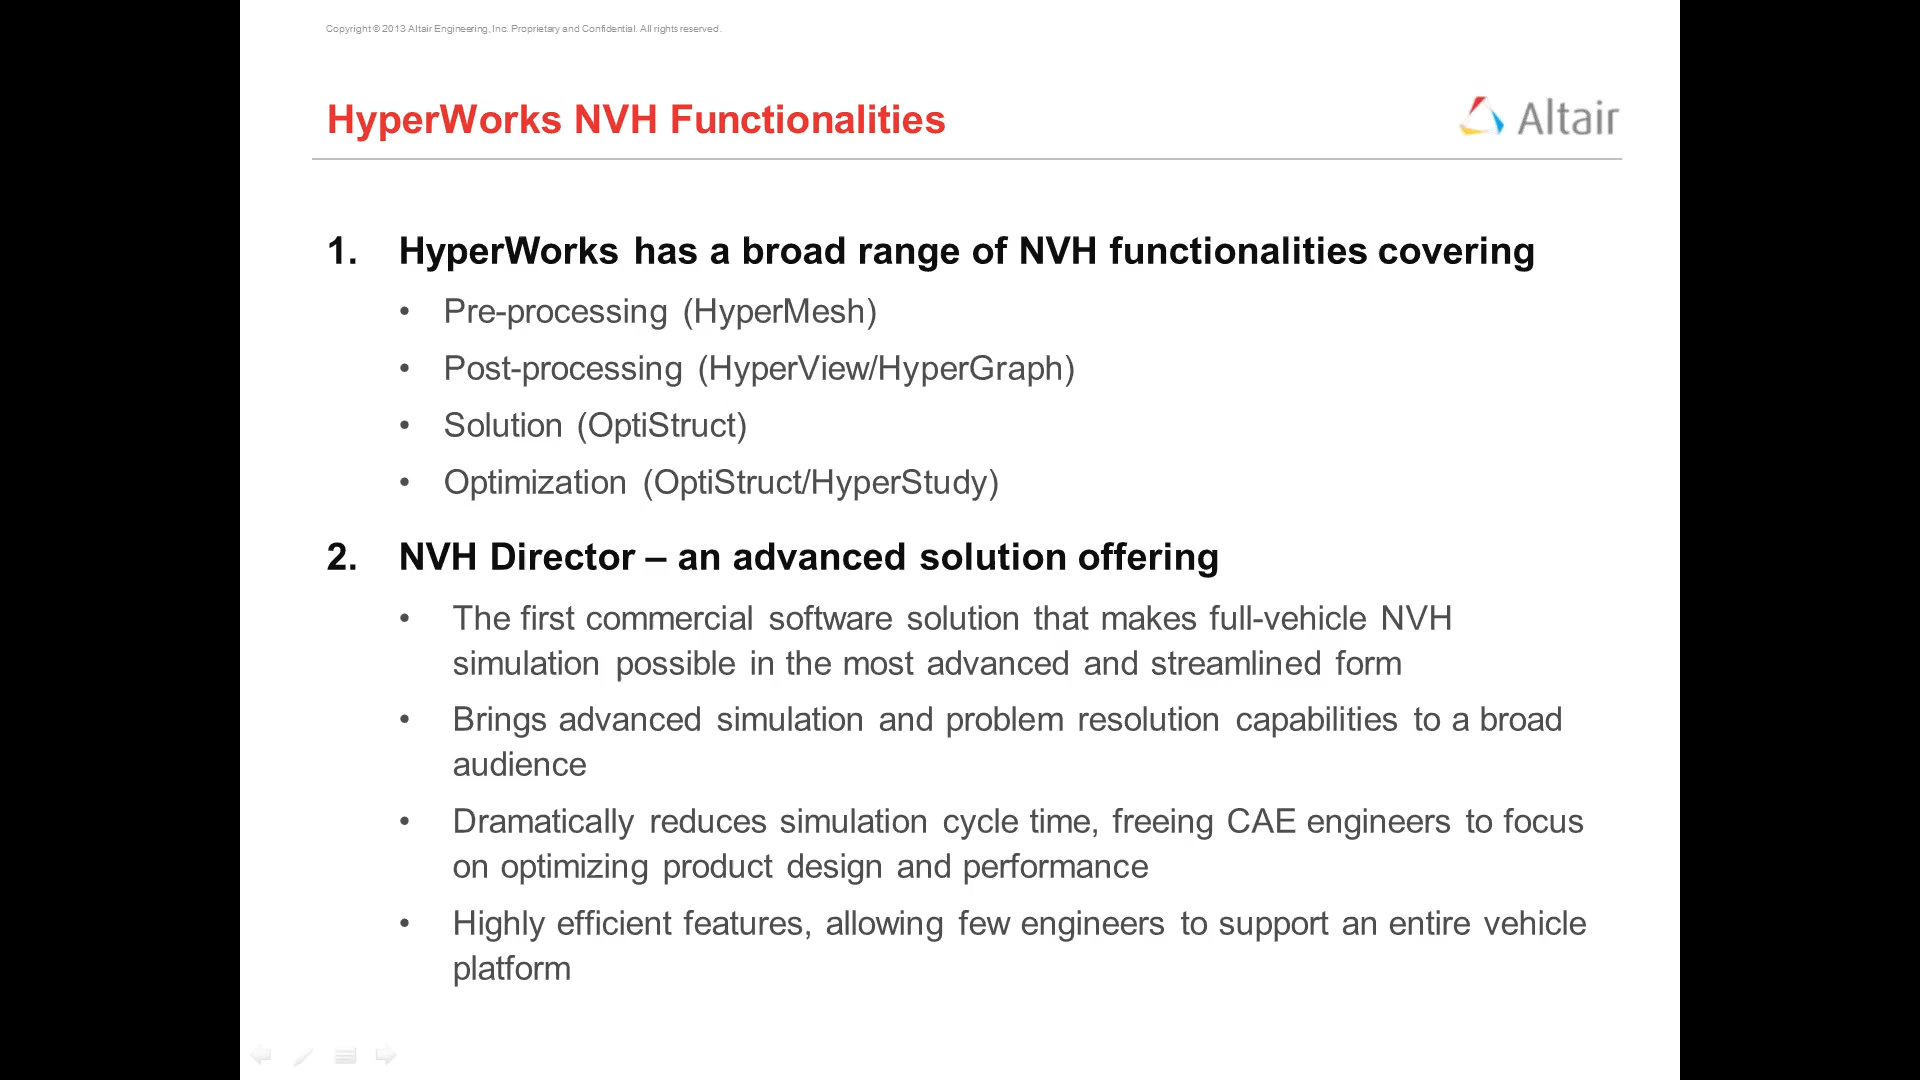 Copyright © 2013 Altair Engineering, Inc. Proprietary and Confidential. All rights reserved.
HyperWorks NVH Functionalities
Altair
1. HyperWorks has a broad range of NVH functionalities covering
• Pre-processing (HyperMesh)
• Post-processing (HyperView/HyperGraph)
• Solution (OptiStruct)
• Optimization (OptiStruct/HyperStudy)
2. NVH Director – an advanced solution offering
• The first commercial software solution that makes full-vehicle NVH
simulation possible in the most advanced and streamlined form
• Brings advanced simulation and problem resolution capabilities to a broad
audience
• Dramatically reduces simulation cycle time, freeing CAE engineers to focus
on optimizing product design and performance
• Highly efficient features, allowing few engineers to support an entire vehicle
platform